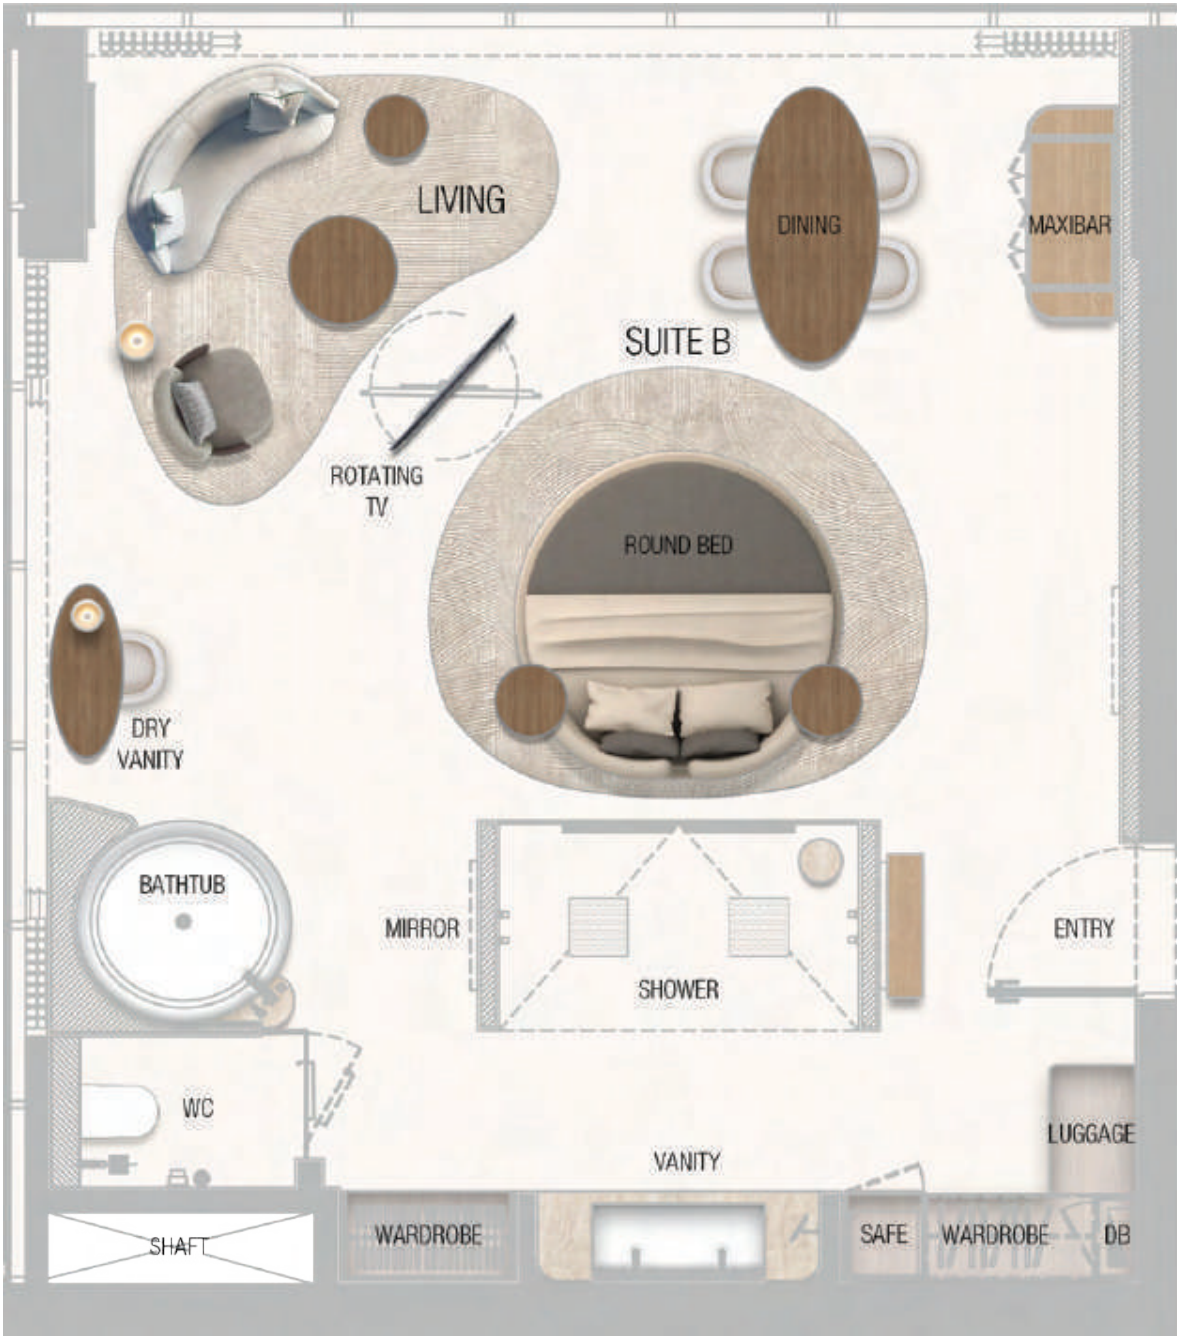 LIVING
DINING
MAXIBAR
SUITE B
ROTATING
TV
ROUND BED
DRY
VANITY
BATHTUB
MIRROR
SHOWER
ENTRY
WC
LUGGAGE
VANITY
SHAFT
WARDROBE
SAFE
WARDROBE
DB